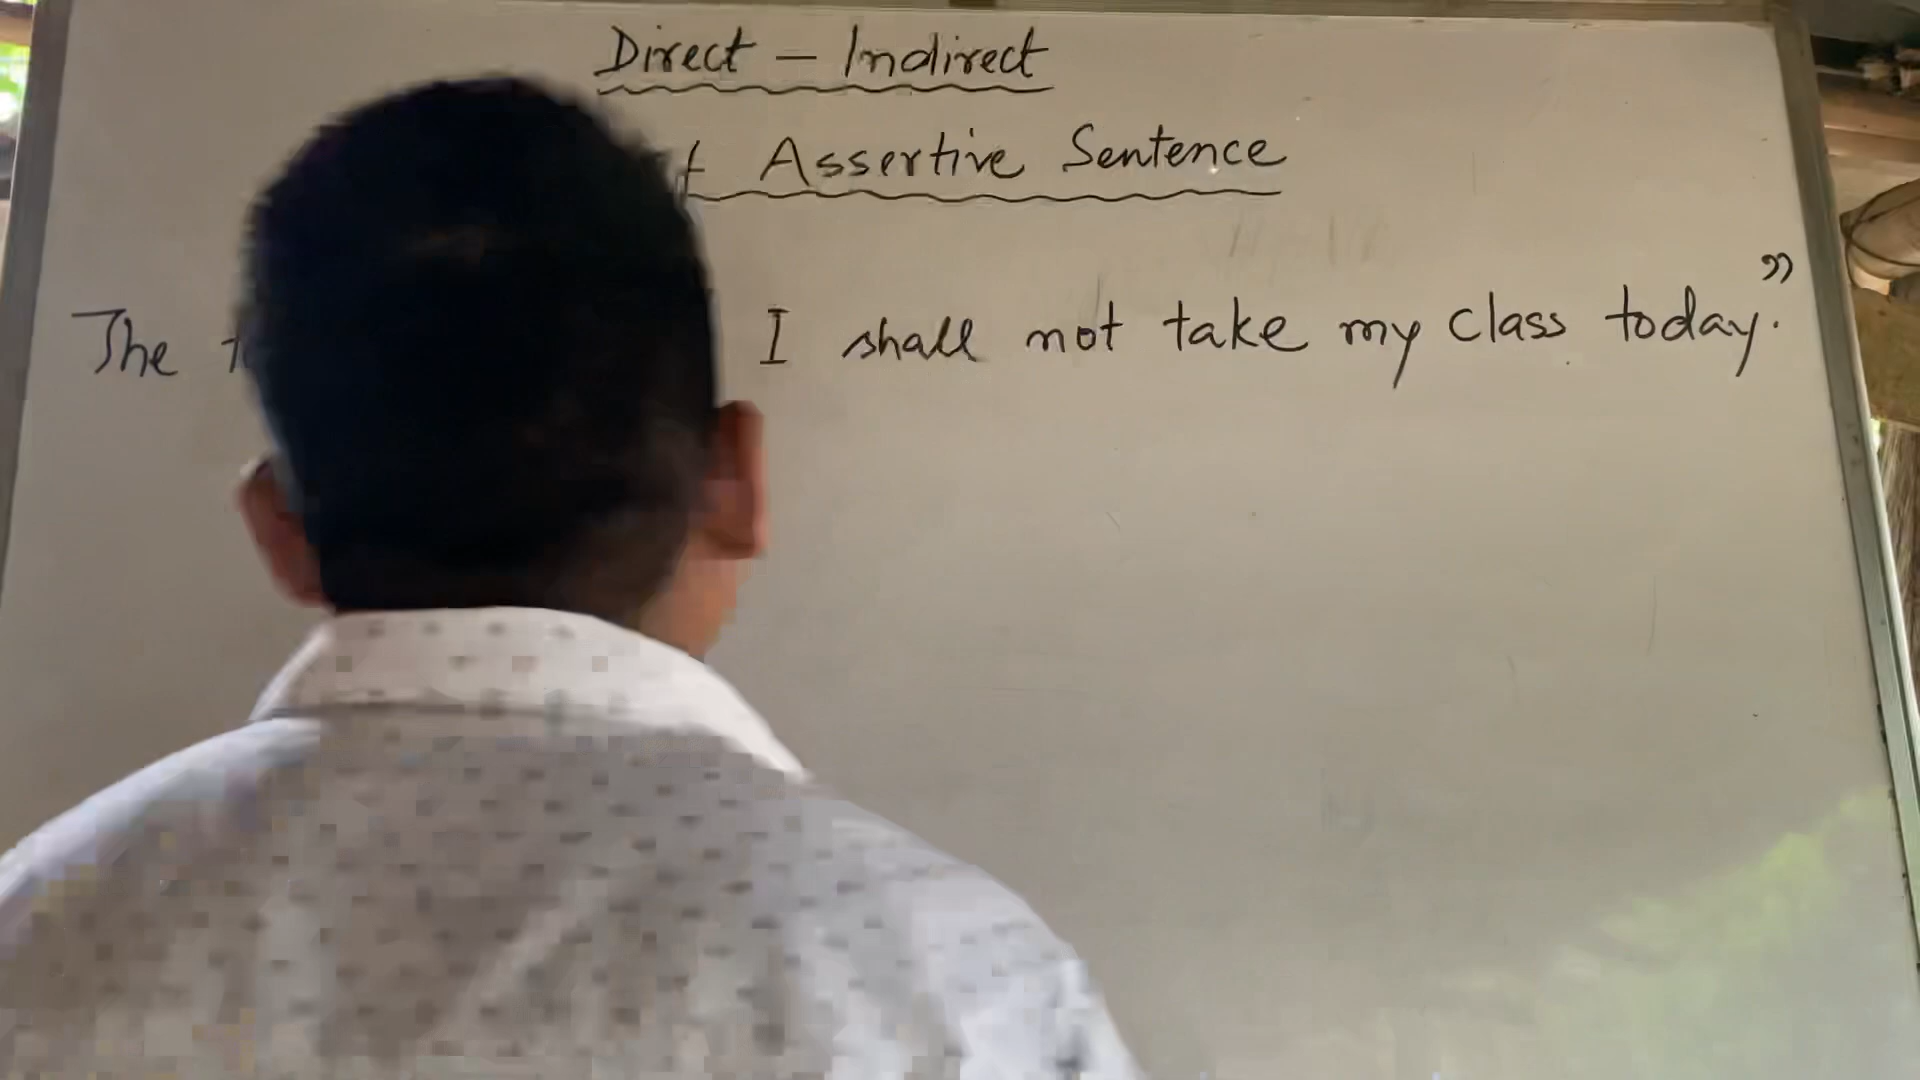 Direct – Indirect
Assertive Sentence
The I shall not take my class today.”